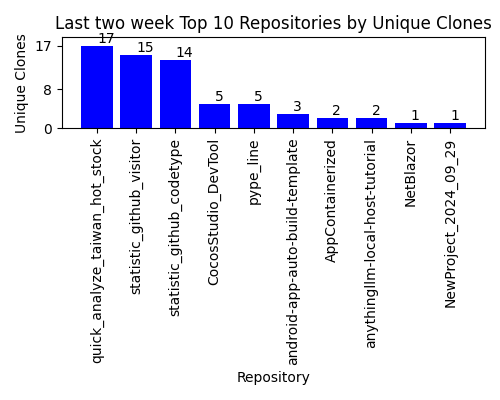 Last two week Top 10 Repositories by Unique Clones
Unique Clones
17
8
0
17
15
14
5
5
3
2
2
1
1
quick_analyze_taiwan_hot_stock
statistic_github_visitor
statistic_github_codetype
CocosStudio_DevTool
pype_line
android-app-auto-build-template
AppContainerized
anythingllm-local-host-tutorial
NetBlazor
NewProject_2024_09_29
Repository